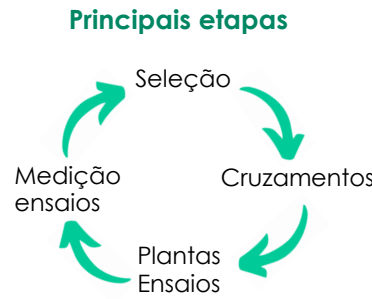 Principais etapas
Seleção
Cruzamentos
Plantas
Ensaios
Medição
ensaios